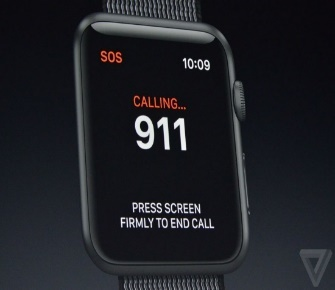 SOS
10:09
CALLING...
911
PRESS SCREEN
FIRMLY TO END CALL